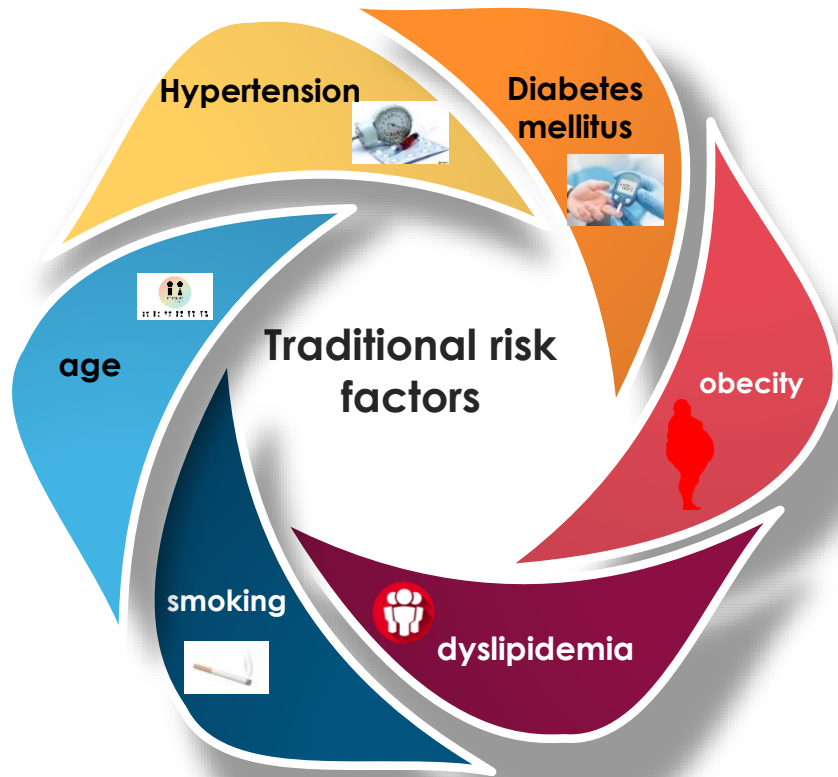 Traditional risk
factors
Hypertension
Diabetes
mellitus
obecity
dyslipidemia
smoking
age